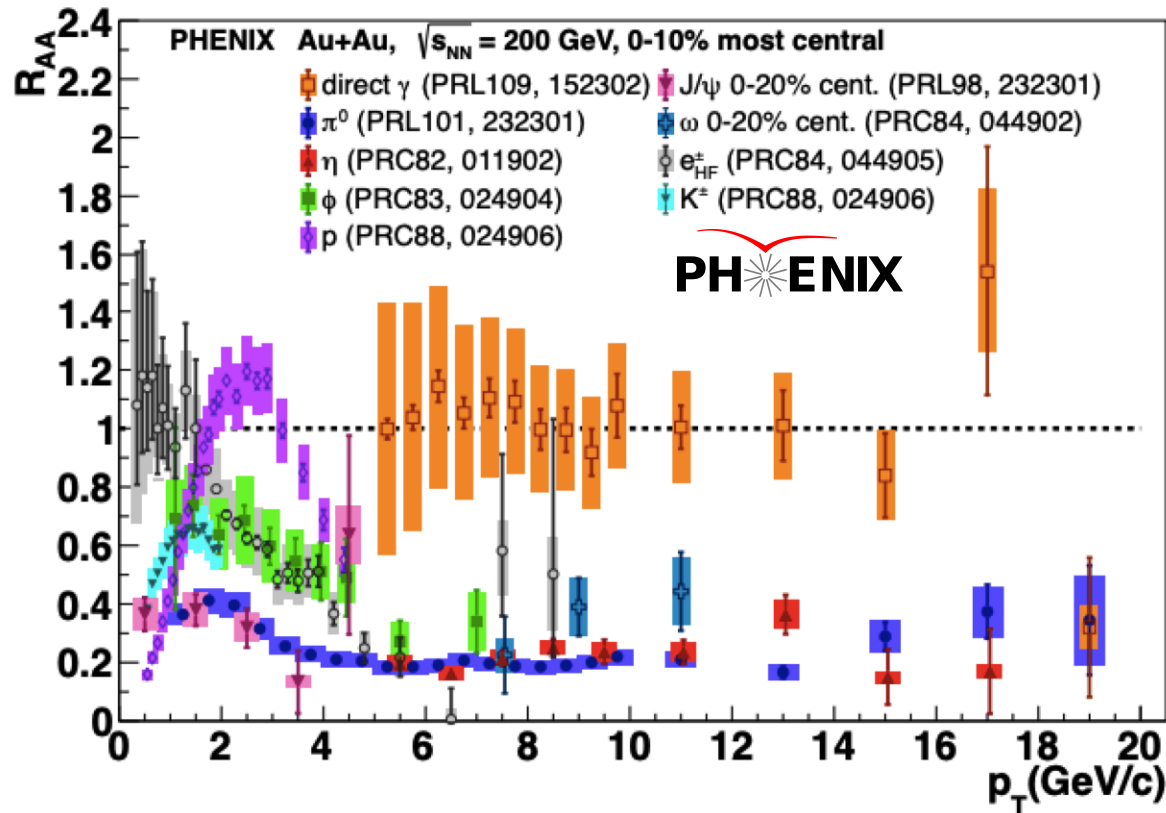 PHENIX Au+Au, √s_NN = 200 GeV, 0-10% most central
direct γ (PRL109, 152302)
π⁰ (PRL101, 232301)
η (PRC82, 011902)
ϕ (PRC83, 024904)
p (PRC88, 024906)
J/ψ 0-20% cent. (PRL98, 232301)
ω 0-20% cent. (PRC84, 044902)
e±HF (PRC84, 044905)
K± (PRC88, 024906)
PHENIX
R_AA
2.4
2.2
2
1.8
1.6
1.4
1.2
1
0.8
0.6
0.4
0.2
0
0 2 4 6 8 10 12 14 16 18 20
p_T(GeV/c)